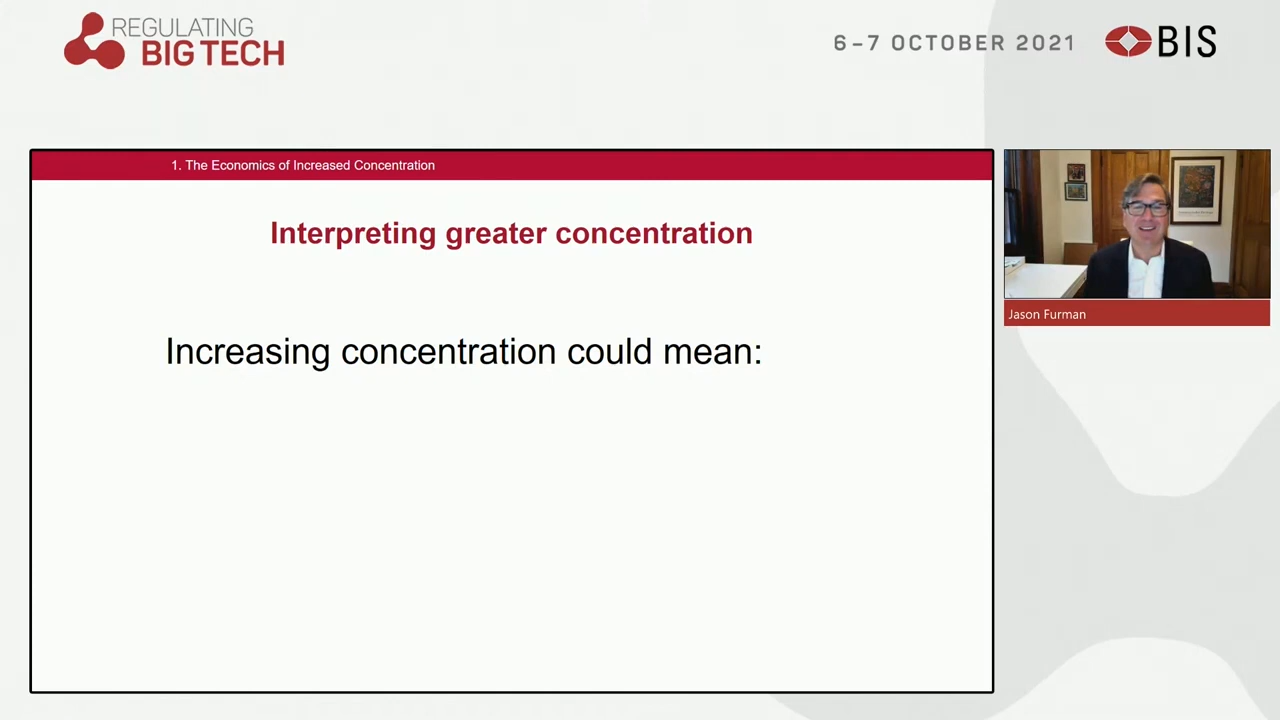 REGULATING
BIG TECH
6–7 OCTOBER 2021
BIS
1. The Economics of Increased Concentration
Interpreting greater concentration
Increasing concentration could mean:
Jason Furman